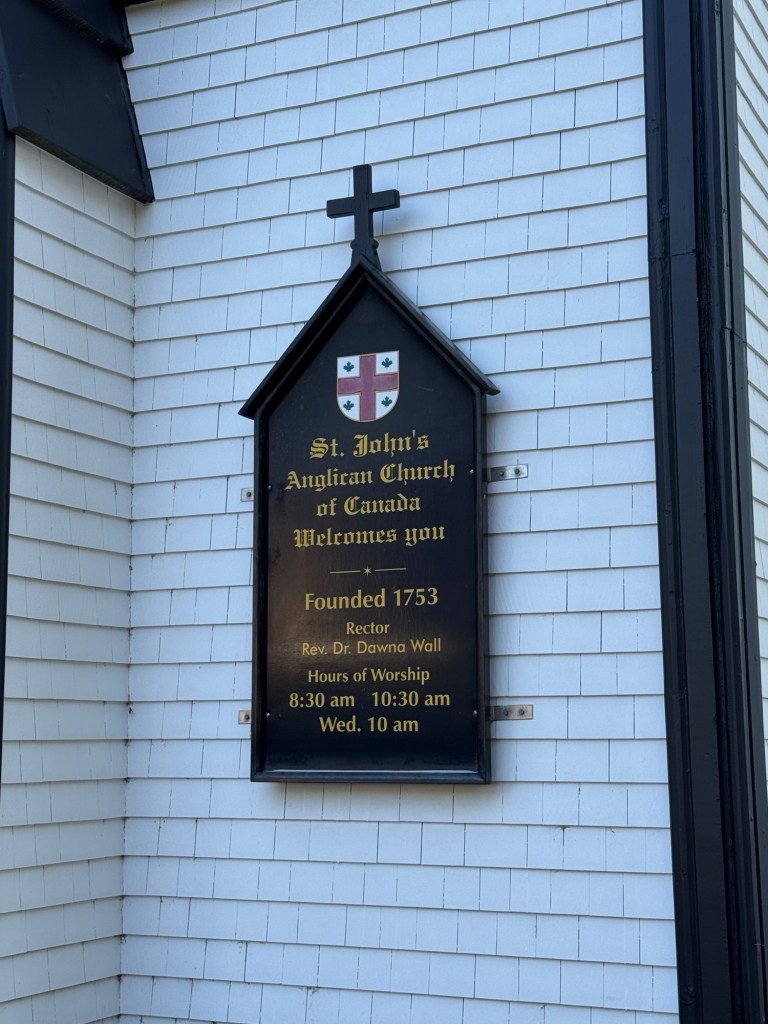 St. John's
Anglican Church
of Canada
Welcomes you
Founded 1753
Rector
Rev. Dr. Dawna Wall
Hours of Worship
8:30 am 10:30 am
Wed. 10 am